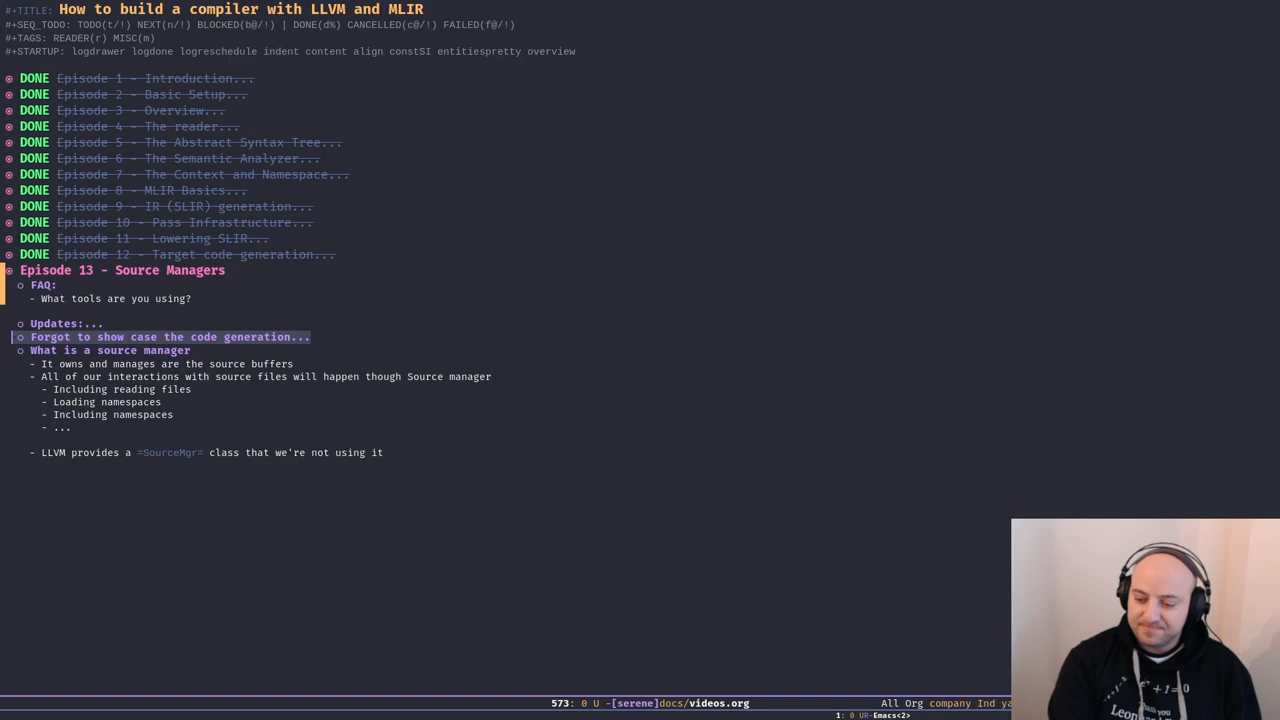 #+TITLE: How to build a compiler with LLVM and MLIR
#+SEQ_TODO: TODO(t/!) NEXT(n/!) BLOCKED(b@/!) | DONE(d%) CANCELLED(c@/!) FAILED(f@/!)
#+TAGS: READER(r) MISC(m)
#+STARTUP: logdrawer logdone logreschedule indent content align constSI entitiespretty overview
DONE Episode 1 - Introduction...
DONE Episode 2 - Basic Setup...
DONE Episode 3 - Overview...
DONE Episode 4 - The reader...
DONE Episode 5 - The Abstract Syntax Tree...
DONE Episode 6 - The Semantic Analyzer...
DONE Episode 7 - The Context and Namespace...
DONE Episode 8 - MLIR Basics...
DONE Episode 9 - IR (SLIR) generation...
DONE Episode 10 - Pass Infrastructure...
DONE Episode 11 - Lowering SLIR...
DONE Episode 12 - Target code generation...
Episode 13 - Source Managers
FAQ:
- What tools are you using?
Updates:...
Forgot to show case the code generation...
What is a source manager
- It owns and manages are the source buffers
- All of our interactions with source files will happen though Source manager
- Including reading files
- Loading namespaces
- Including namespaces
- ...
- LLVM provides a =SourceMgr= class that we're not using it
573: 0 U -[serene]docs/videos.org All Org company Ind ya
1: 0 UR-Emacs<2>
+1=0